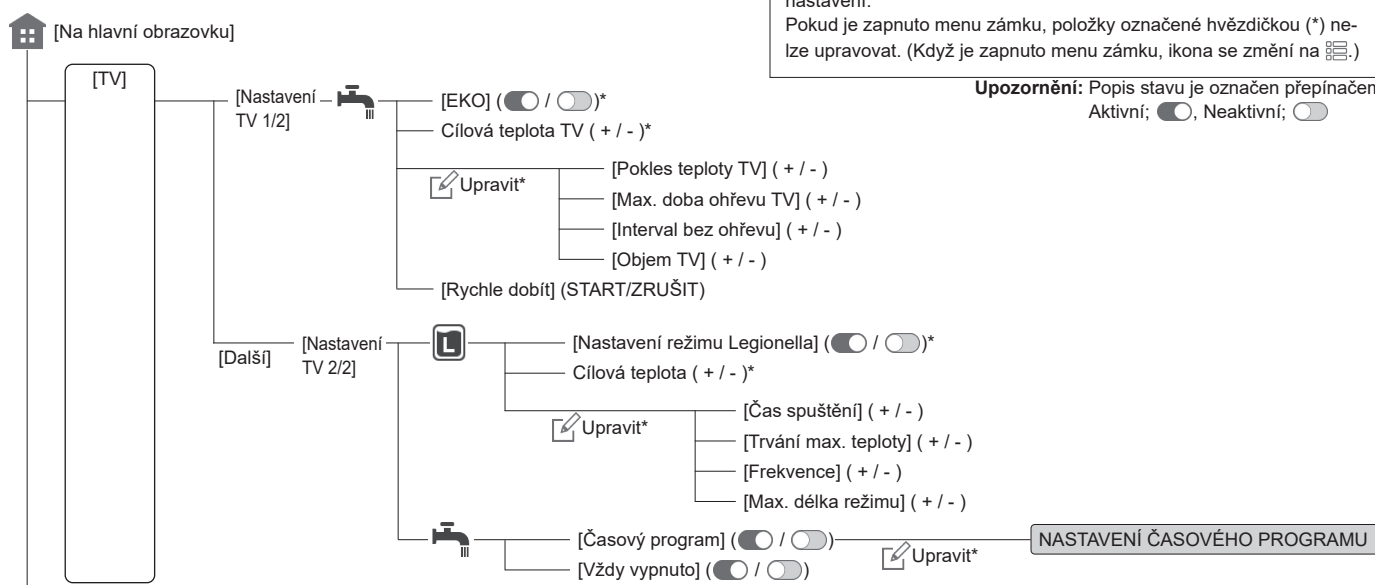 nastavení.
Pokud je zapnuto menu zámku, položky označené hvězdičkou (*) ne-
lze upravovat. (Když je zapnuto menu zámku, ikona se změní na .)
[Na hlavní obrazovku]
Upozornění: Popis stavu je označen přepínačem
Aktivní; , Neaktivní;
[TV]
[Nastavení
TV 1/2]
[EKO] ( / )*
Cílová teplota TV ( + / - )*
Upravit*
[Pokles teploty TV] ( + / - )
[Max. doba ohřevu TV] ( + / - )
[Interval bez ohřevu] ( + / - )
[Objem TV] ( + / - )
[Rychle dobít] (START/ZRUŠIT)
[Další]
[Nastavení
TV 2/2]
L
[Nastavení režimu Legionella] ( / )*
Cílová teplota ( + / - )*
Upravit*
[Čas spuštění] ( + / - )
[Trvání max. teploty] ( + / - )
[Frekvence] ( + / - )
[Max. délka režimu] ( + / - )
[Časový program] ( / )
Upravit*
NASTAVENÍ ČASOVÉHO PROGRAMU
[Vždy vypnuto] ( / )